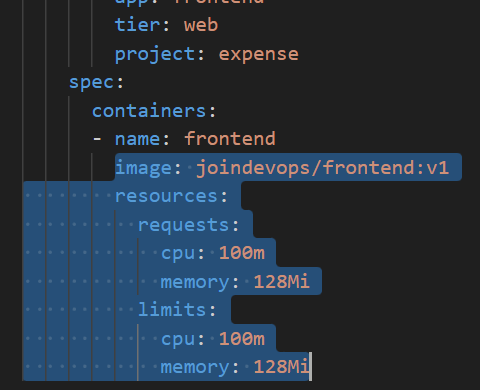 app: frontend
tier: web
project: expense
spec:
containers:
- name: frontend
image: joindevops/frontend:v1
resources:
requests:
cpu: 100m
memory: 128Mi
limits:
cpu: 100m
memory: 128Mi